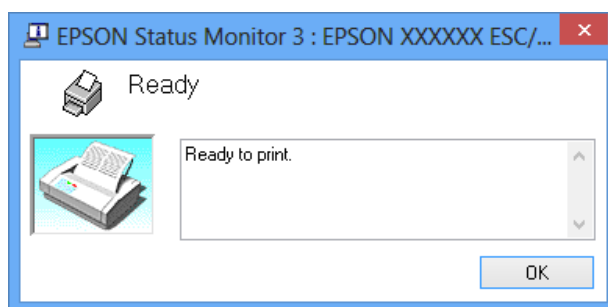 EPSON Status Monitor 3 : EPSON XXXXXX ESC/...
Ready
Ready to print.
OK